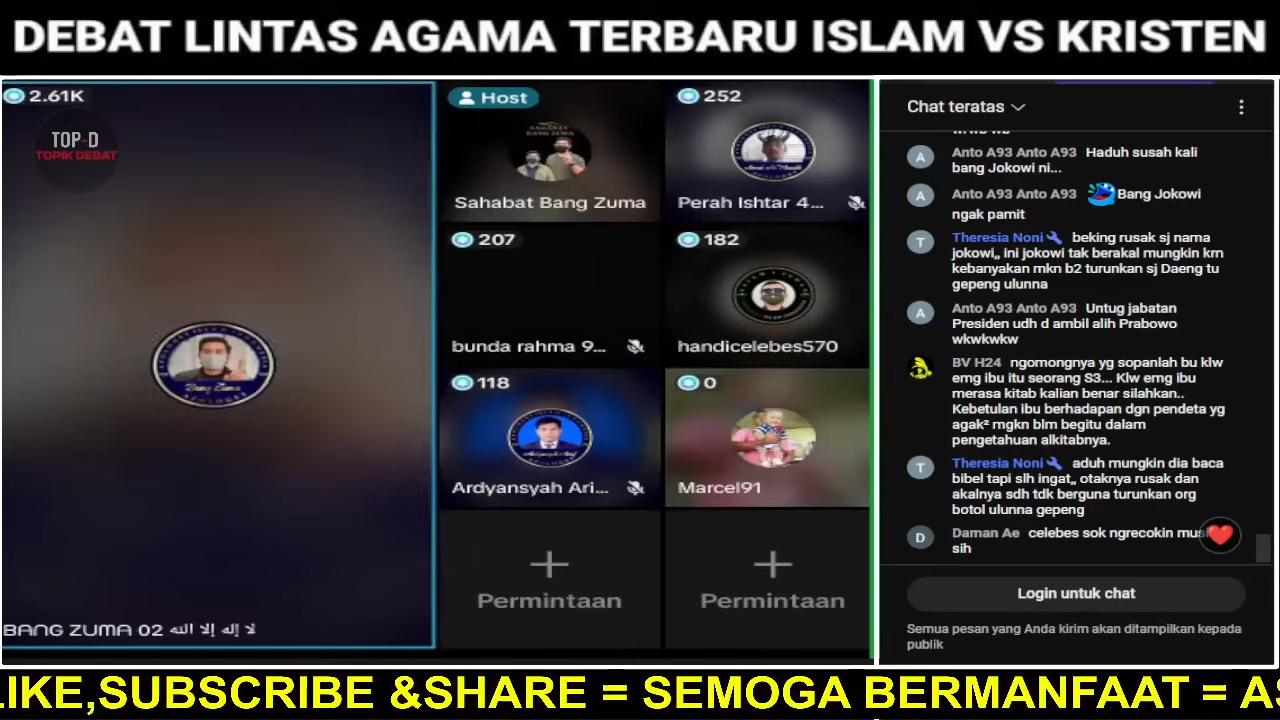 DEBAT LINTAS AGAMA TERBARU ISLAM VS KRISTEN
2.61K
TOP-D
TOPIK DEBAT
Bang Zuma
BANG ZUMA 02 لا إله إلا الله
Host
Sahabat Bang Zuma
252
Perah Ishtar 4...
207
bunda rahma 9...
182
handicelebes570
118
Ardyansyah Ari...
0
Marcel91
Permintaan
Permintaan
Chat teratas
Anto A93 Anto A93 Haduh susah kali
bang Jokowi ni...
Anto A93 Anto A93 Bang Jokowi
ngak pamit
Theresia Noni beking rusak sj nama
jokowi,, ini jokowi tak berakal mungkin krn
kebanyakan mkn b2 turunkan sj Daeng tu
gepeng ulunna
Anto A93 Anto A93 Untug jabatan
Presiden udh d ambil alih Prabowo
wkwkwkw
BV H24 ngomongnya yg sopanlah bu klw
emg ibu itu seorang S3... Klw emg ibu
merasa kitab kalian benar silahkan..
Kebetulan ibu berhadapan dgn pendeta yg
agak² mgkn blm begitu dalam
pengetahuan alkitabnya.
Theresia Noni aduh mungkin dia baca
bibel tapi slh ingat,, otaknya rusak dan
akalnya sdh tdk berguna turunkan org
botol ulunna gepeng
Daman Ae celebes sok ngrecokin mus
sih
Login untuk chat
Semua pesan yang Anda kirim akan ditampilkan kepada
publik
LIKE,SUBSCRIBE &SHARE = SEMOGA BERMANFAAT =